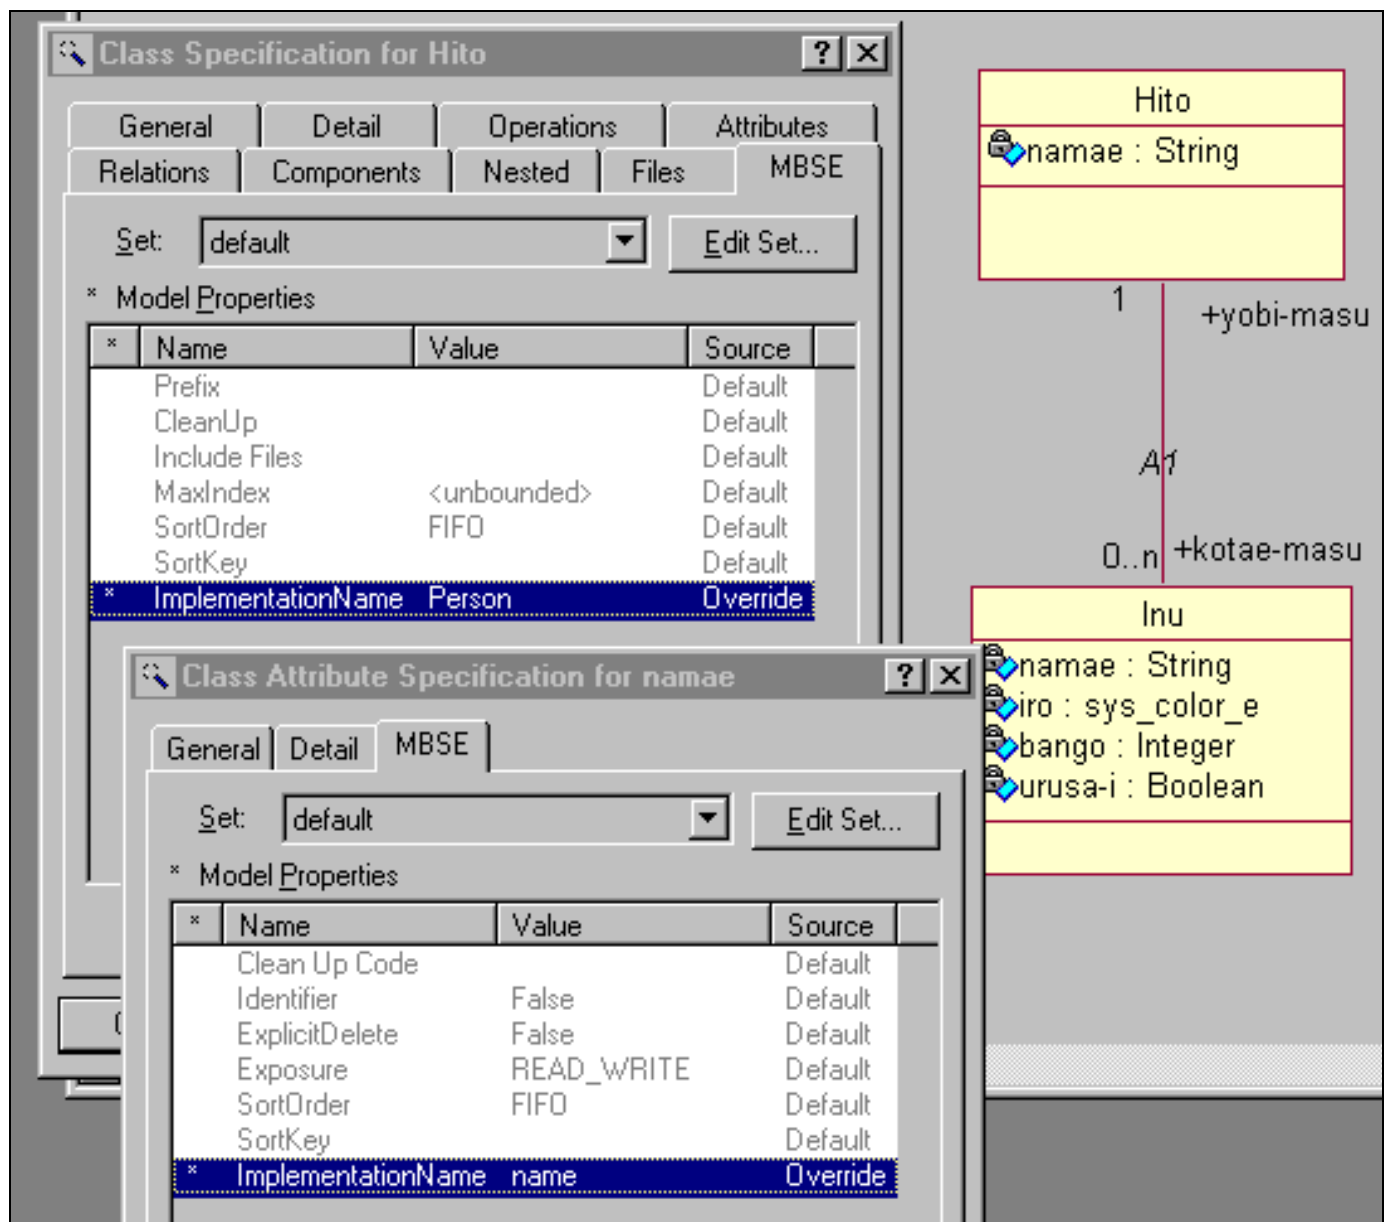 Class Specification for Hito
General Detail Operations Attributes
Relations Components Nested Files MBSE
Set: default Edit Set...
* Model Properties
* Name Value Source
Prefix Default
CleanUp Default
Include Files Default
MaxIndex <unbounded> Default
SortOrder FIFO Default
SortKey Default
* ImplementationName Person Override
Class Attribute Specification for namae
General Detail MBSE
Set: default Edit Set...
* Model Properties
* Name Value Source
Clean Up Code Default
Identifier False Default
ExplicitDelete False Default
Exposure READ_WRITE Default
SortOrder FIFO Default
SortKey Default
* ImplementationName name Override
Hito
namae : String
1 +yobi-masu
A1
0..n +kotae-masu
Inu
namae : String
iro : sys_color_e
bango : Integer
urusa-i : Boolean